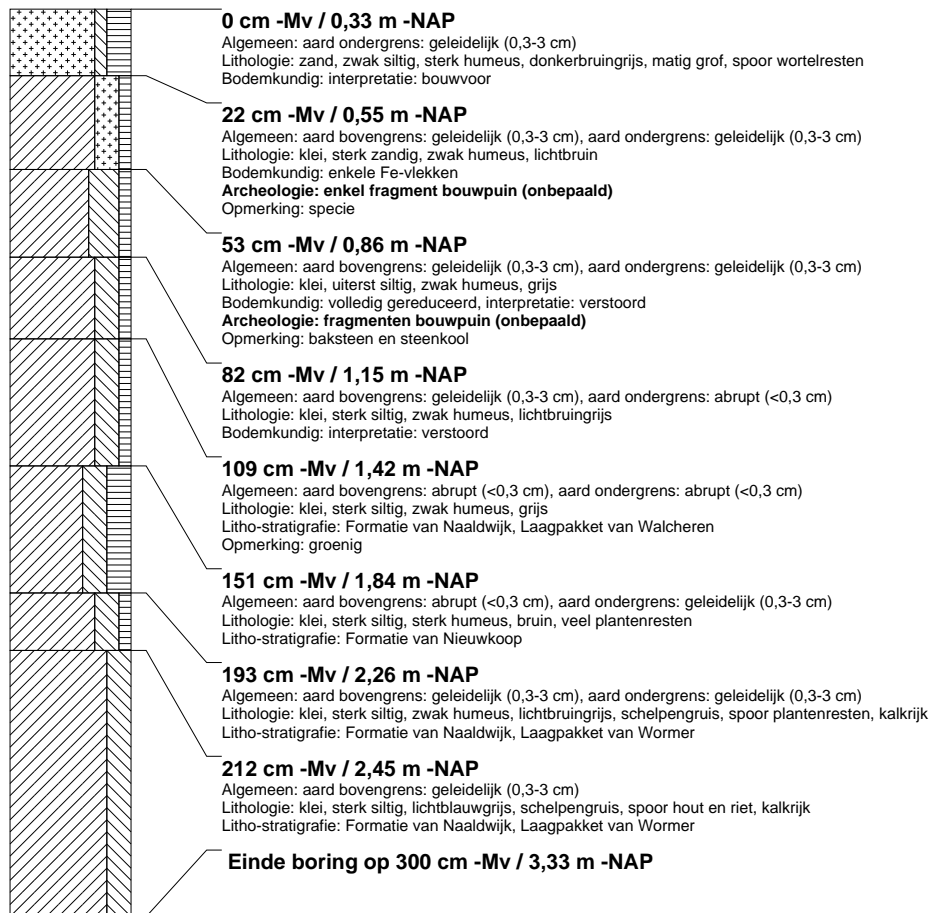 0 cm -Mv / 0,33 m -NAP
Algemeen: aard ondergrens: geleidelijk (0,3-3 cm)
Lithologie: zand, zwak siltig, sterk humeus, donkerbruingrijs, matig grof, spoor wortelresten
Bodemkundig: interpretatie: bouwvoor
22 cm -Mv / 0,55 m -NAP
Algemeen: aard bovengrens: geleidelijk (0,3-3 cm), aard ondergrens: geleidelijk (0,3-3 cm)
Lithologie: klei, sterk zandig, zwak humeus, lichtbruin
Bodemkundig: enkele Fe-vlekken
Archeologie: enkel fragment bouwpuin (onbepaald)
Opmerking: specie
53 cm -Mv / 0,86 m -NAP
Algemeen: aard bovengrens: geleidelijk (0,3-3 cm), aard ondergrens: geleidelijk (0,3-3 cm)
Lithologie: klei, uiterst siltig, zwak humeus, grijs
Bodemkundig: volledig gereduceerd, interpretatie: verstoord
Archeologie: fragmenten bouwpuin (onbepaald)
Opmerking: baksteen en steenkool
82 cm -Mv / 1,15 m -NAP
Algemeen: aard bovengrens: geleidelijk (0,3-3 cm), aard ondergrens: abrupt (<0,3 cm)
Lithologie: klei, sterk siltig, zwak humeus, lichtbruingrijs
Bodemkundig: interpretatie: verstoord
109 cm -Mv / 1,42 m -NAP
Algemeen: aard bovengrens: abrupt (<0,3 cm), aard ondergrens: abrupt (<0,3 cm)
Lithologie: klei, sterk siltig, zwak humeus, grijs
Litho-stratigrafie: Formatie van Naaldwijk, Laagpakket van Walcheren
Opmerking: groenig
151 cm -Mv / 1,84 m -NAP
Algemeen: aard bovengrens: abrupt (<0,3 cm), aard ondergrens: geleidelijk (0,3-3 cm)
Lithologie: klei, sterk siltig, sterk humeus, bruin, veel plantenresten
Litho-stratigrafie: Formatie van Nieuwkoop
193 cm -Mv / 2,26 m -NAP
Algemeen: aard bovengrens: geleidelijk (0,3-3 cm), aard ondergrens: geleidelijk (0,3-3 cm)
Lithologie: klei, sterk siltig, zwak humeus, lichtbruingrijs, schelpengruis, spoor plantenresten, kalkrijk
Litho-stratigrafie: Formatie van Naaldwijk, Laagpakket van Wormer
212 cm -Mv / 2,45 m -NAP
Algemeen: aard bovengrens: geleidelijk (0,3-3 cm)
Lithologie: klei, sterk siltig, lichtblauwgrijs, schelpengruis, spoor hout en riet, kalkrijk
Litho-stratigrafie: Formatie van Naaldwijk, Laagpakket van Wormer
Einde boring op 300 cm -Mv / 3,33 m -NAP